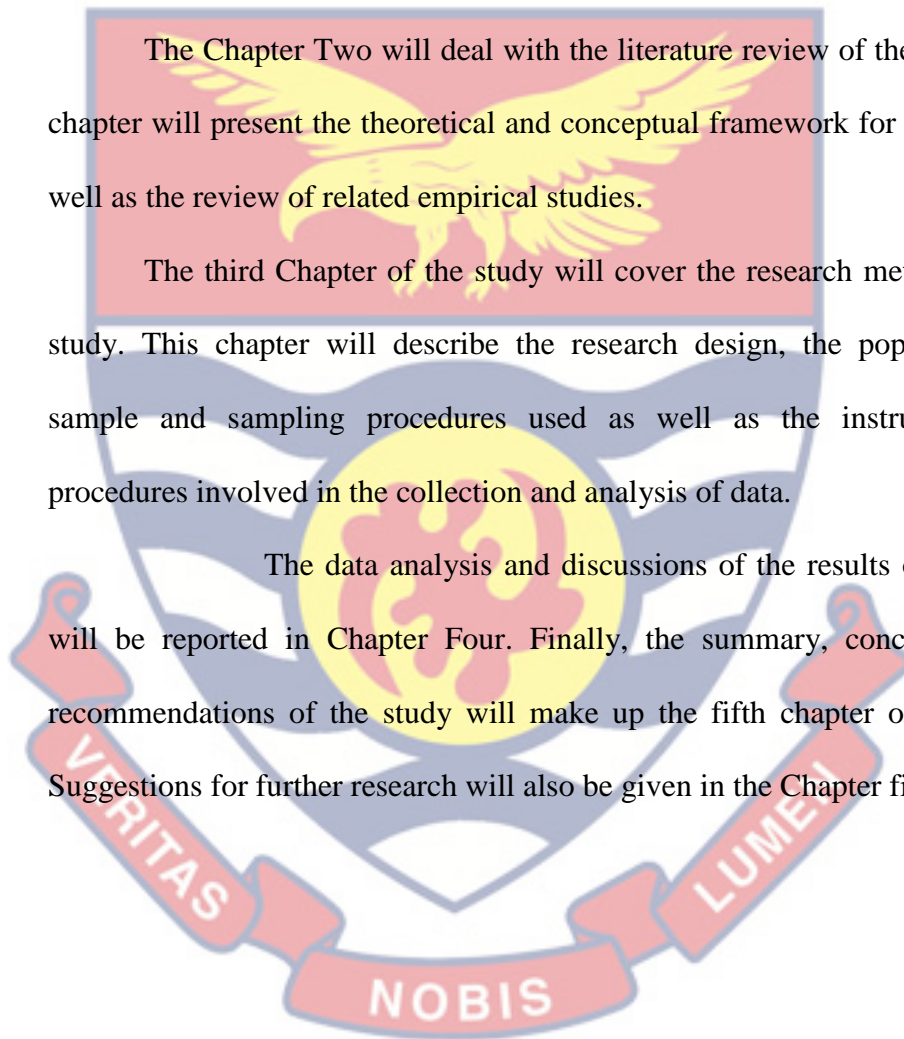 The Chapter Two will deal with the literature review of the
chapter will present the theoretical and conceptual framework for
well as the review of related empirical studies.
The third Chapter of the study will cover the research me
study. This chapter will describe the research design, the pop
sample and sampling procedures used as well as the instru
procedures involved in the collection and analysis of data.
The data analysis and discussions of the results
will be reported in Chapter Four. Finally, the summary, conc
recommendations of the study will make up the fifth chapter o
Suggestions for further research will also be given in the Chapter fi
VERITAS
NOBIS
LUMEN